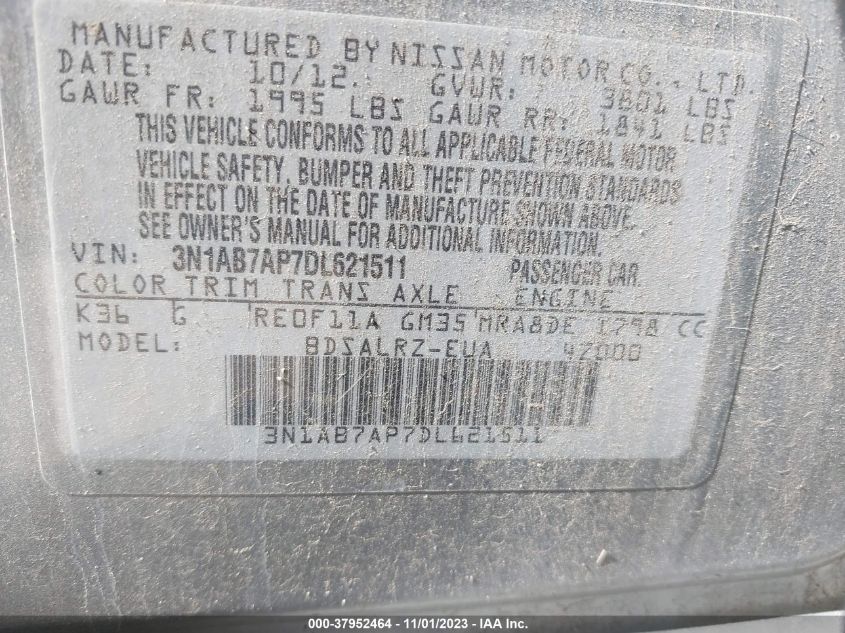 MANUFACTURED BY NISSAN MOTOR CO., LTD.
DATE: 10/12. GVWR: 3801 LBS
GAWR FR: 1995 LBS GAWR RR: 1841 LBS
THIS VEHICLE CONFORMS TO ALL APPLICABLE FEDERAL MOTOR
VEHICLE SAFETY, BUMPER AND THEFT PREVENTION STANDARDS
IN EFFECT ON THE DATE OF MANUFACTURE SHOWN ABOVE.
SEE OWNER'S MANUAL FOR ADDITIONAL INFORMATION.
VIN: 3N1AB7AP7DL621511 PASSENGER CAR.
COLOR TRIM TRANS AXLE ENGINE
K36 G RE0F11A GM35 MRA8DE 1798 CC
MODEL: BDSALRZ-EUA 42000
3N1AB7AP7DL621511
000-37952464 - 11/01/2023 - IAA Inc.